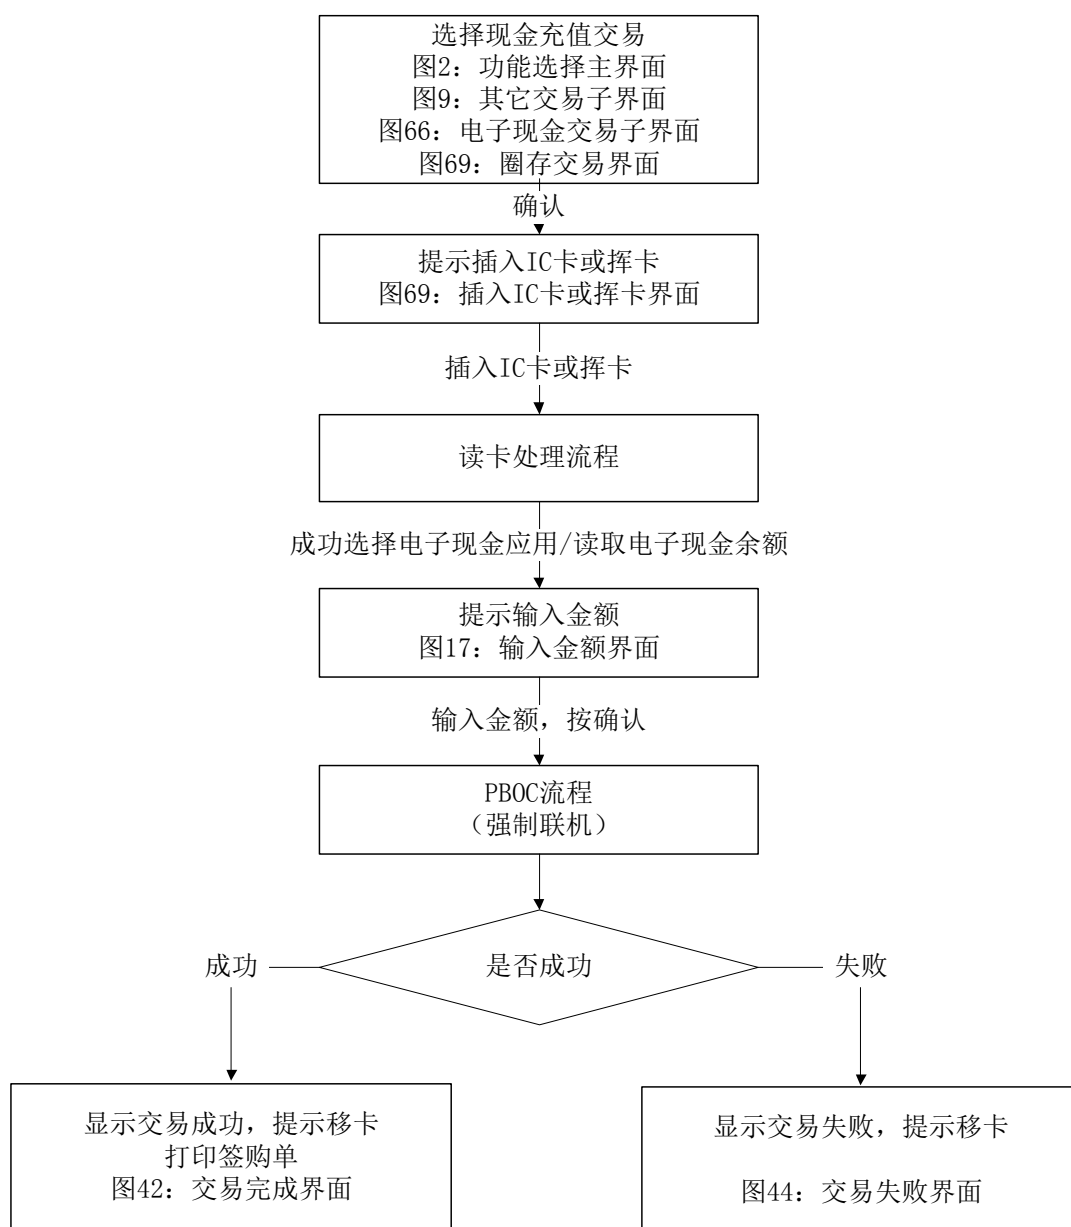 选择现金充值交易
图2：功能选择主界面
图9：其它交易子界面
图66：电子现金交易子界面
图69：圈存交易界面
确认
提示插入IC卡或挥卡
图69：插入IC卡或挥卡界面
插入IC卡或挥卡
读卡处理流程
成功选择电子现金应用/读取电子现金余额
提示输入金额
图17：输入金额界面
输入金额，按确认
PBOC流程
（强制联机）
成功
是否成功
失败
显示交易成功，提示移卡
打印签购单
图42：交易完成界面
显示交易失败，提示移卡
图44：交易失败界面